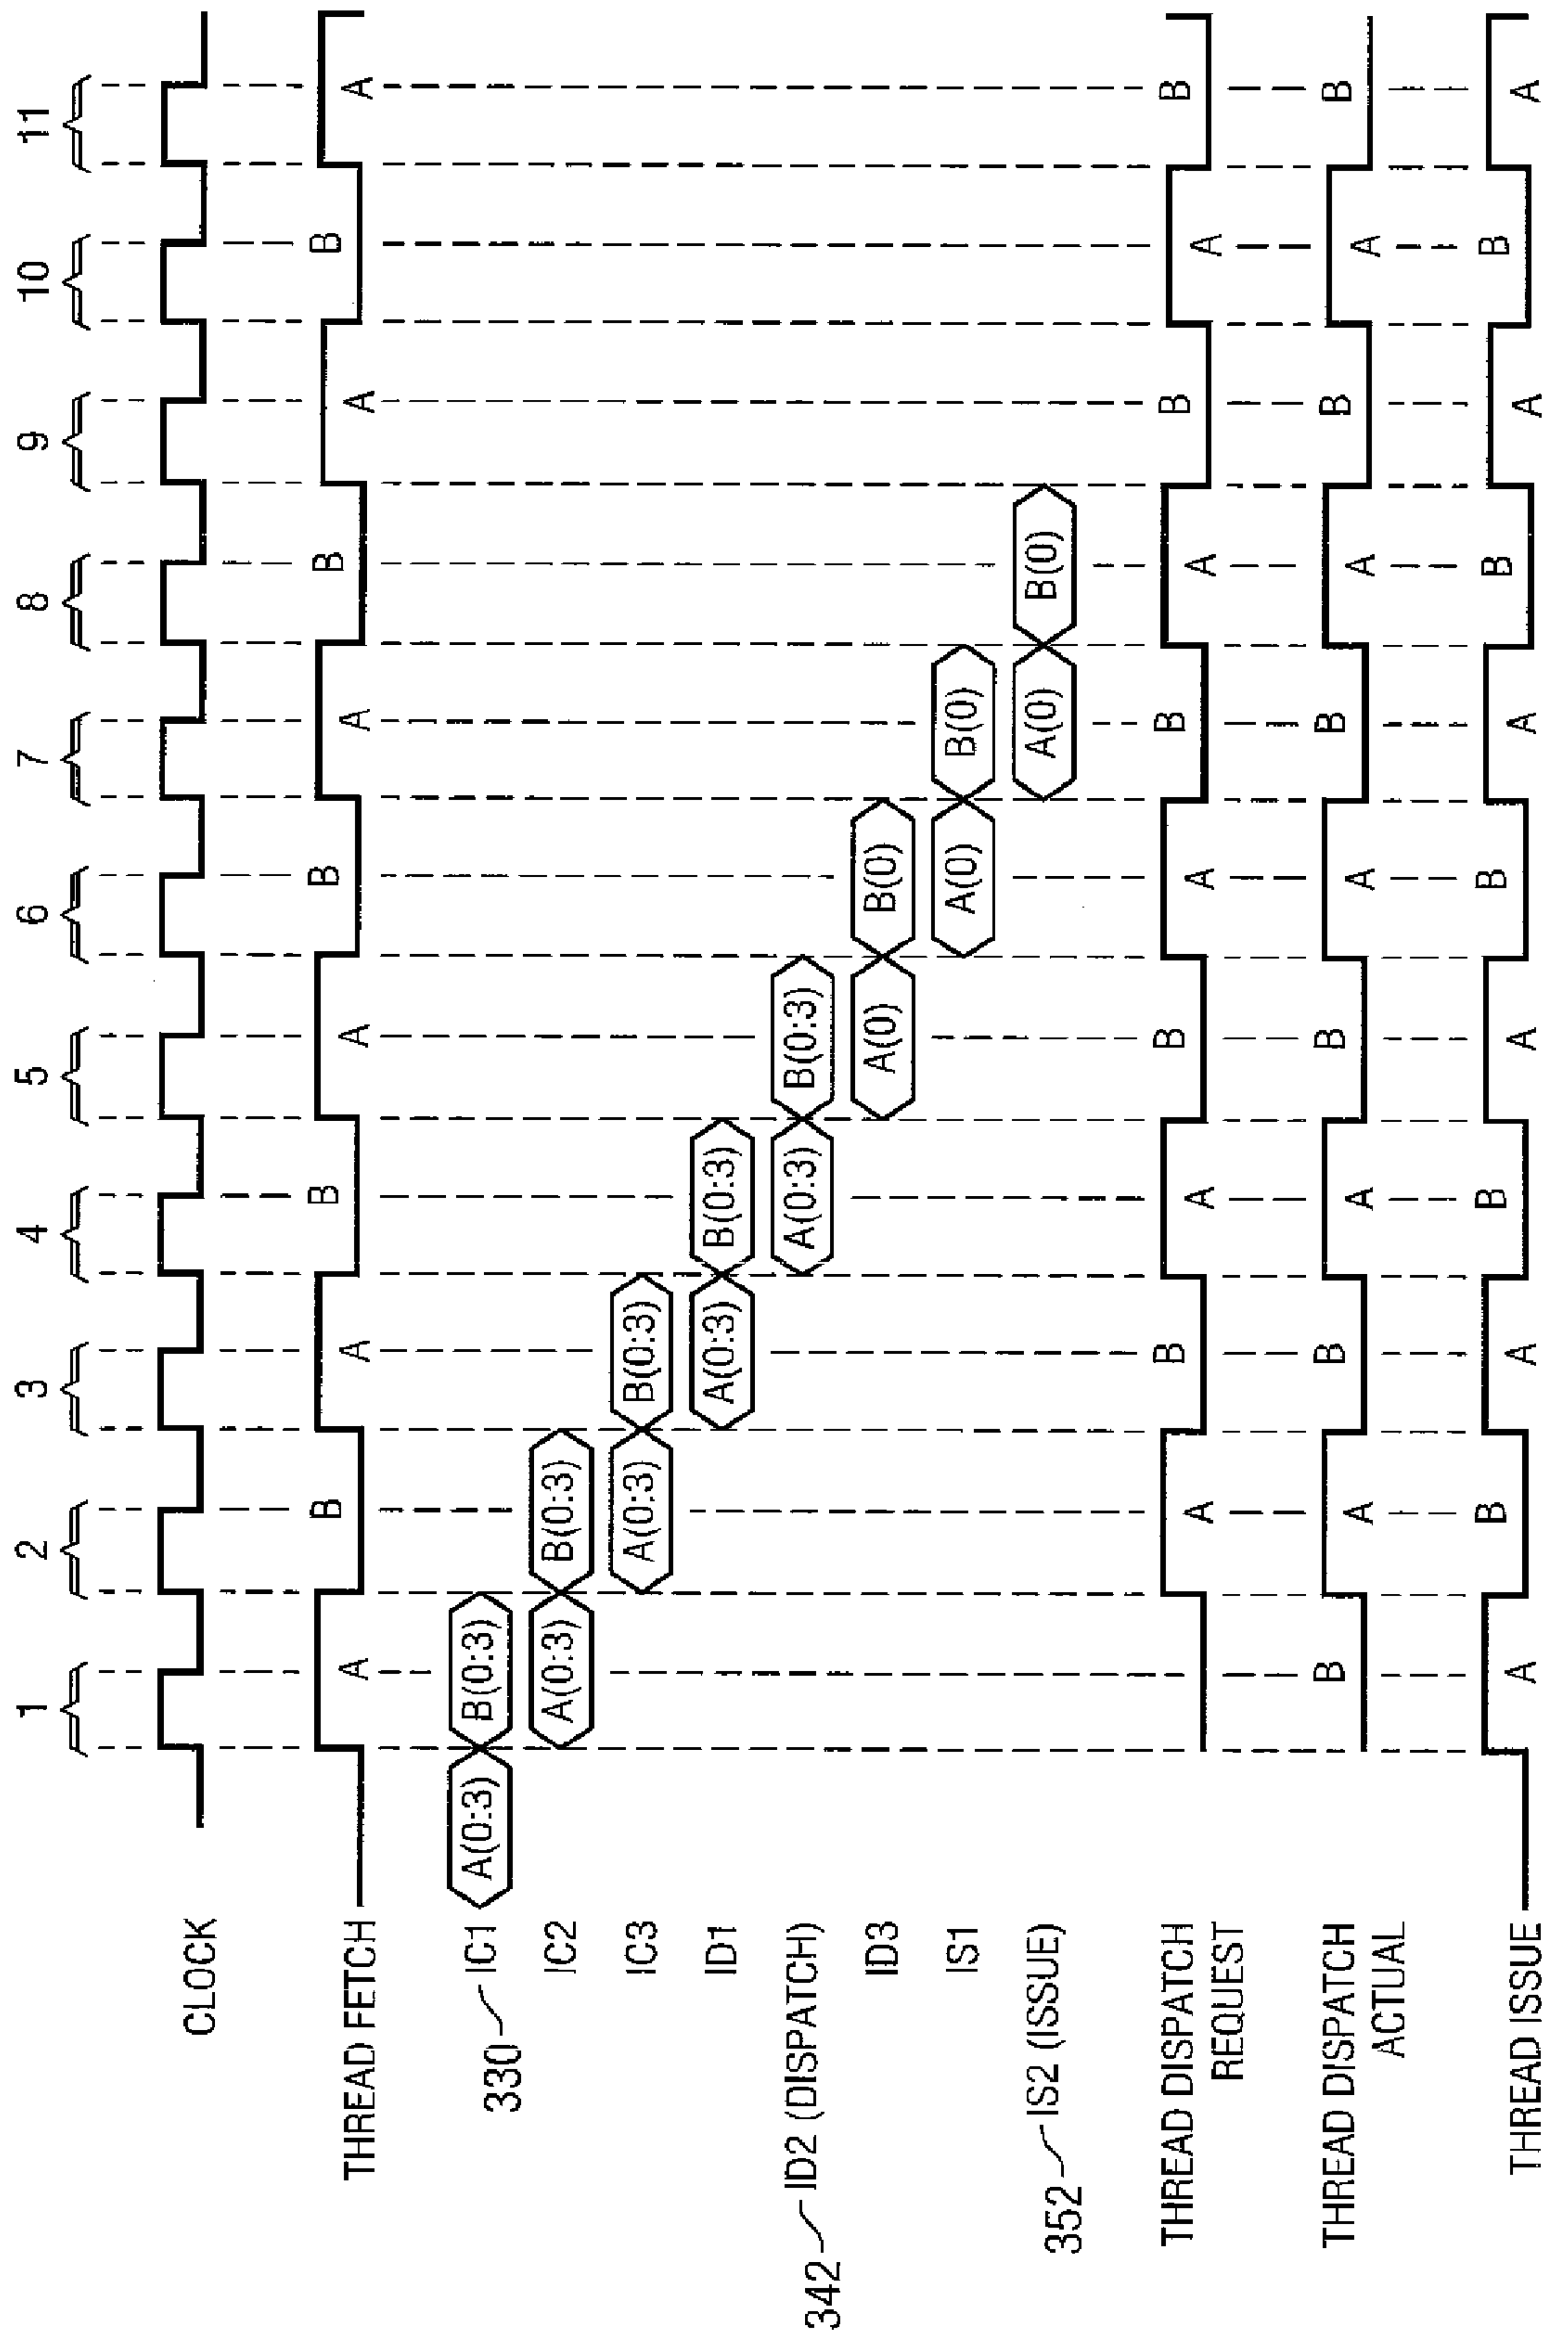 1 2 3 4 5 6 7 8 9 10 11
CLOCK
THREAD FETCH A B A B A B A B A B A
330 IC1 A(0:3) B(0:3)
IC2 A(0:3) B(0:3)
IC3 A(0:3) B(0:3)
ID1 A(0:3) B(0:3)
342 ID2 (DISPATCH) A(0:3) B(0:3)
ID3 A(0) B(0)
IS1 A(0) B(0)
352 IS2 (ISSUE) A(0) B(0)
THREAD DISPATCH A B A B A B A B A B
REQUEST
THREAD DISPATCH B A B A B A B A B A B
ACTUAL
THREAD ISSUE A B A B A B A B A B A